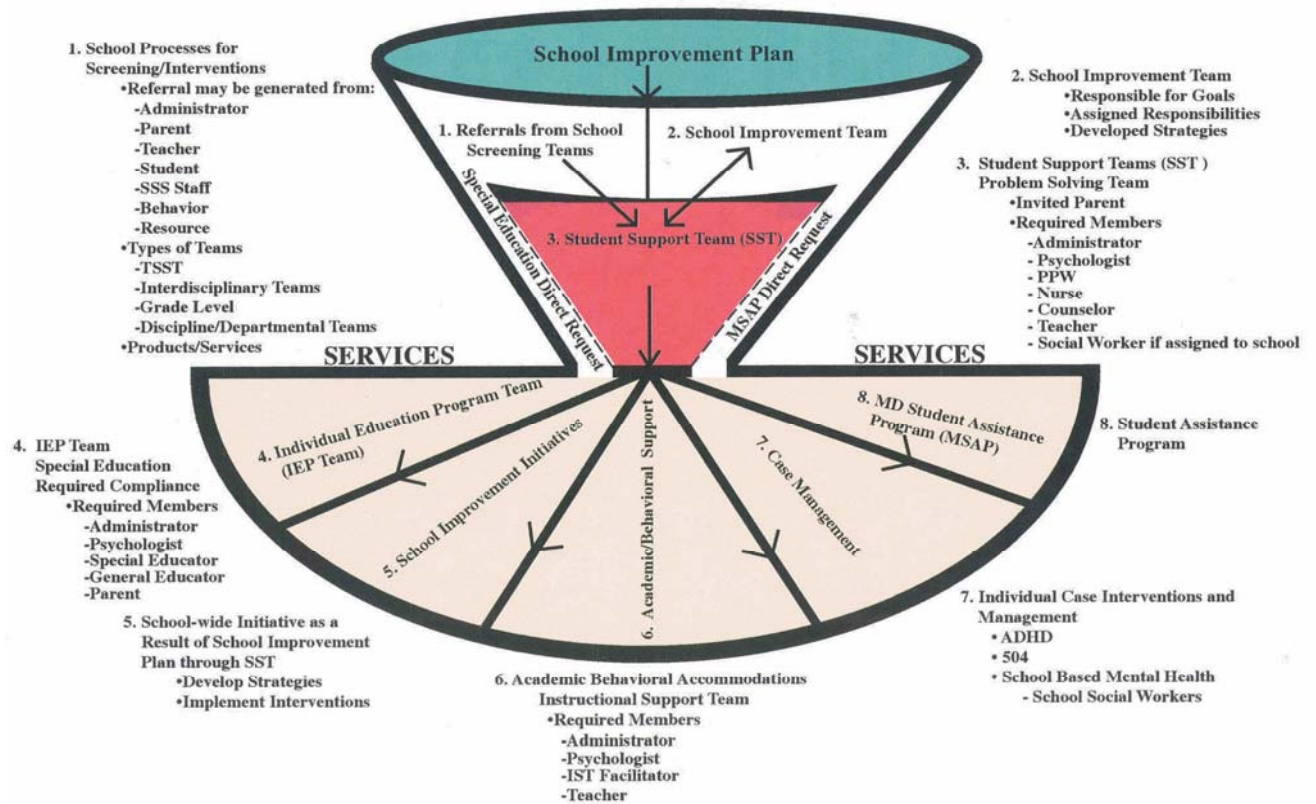 School Improvement Plan
1. School Processes for
Screening/Interventions
•Referral may be generated from:
-Administrator
-Parent
-Teacher
-Student
-SSS Staff
-Behavior
-Resource
•Types of Teams
-TSST
-Interdisciplinary Teams
-Grade Level
-Discipline/Departmental Teams
•Products/Services
1. Referrals from School
Screening Teams
2. School Improvement Team
2. School Improvement Team
•Responsible for Goals
•Assigned Responsibilities
•Developed Strategies
3. Student Support Teams (SST )
Problem Solving Team
•Invited Parent
•Required Members
-Administrator
- Psychologist
- PPW
- Nurse
- Counselor
- Teacher
- Social Worker if assigned to school
Special Education Direct Request
3. Student Support Team (SST)
MSAP Direct Request
SERVICES
SERVICES
4. Individual Education Program Team
(IEP Team)
5. School Improvement Initiatives
6. Academic/Behavioral Support
7. Case Management
8. MD Student Assistance
Program (MSAP)
8. Student Assistance
Program
4. IEP Team
Special Education
Required Compliance
•Required Members
-Administrator
-Psychologist
-Special Educator
-General Educator
-Parent
5. School-wide Initiative as a
Result of School Improvement
Plan through SST
•Develop Strategies
•Implement Interventions
6. Academic Behavioral Accommodations
Instructional Support Team
•Required Members
-Administrator
-Psychologist
-IST Facilitator
-Teacher
7. Individual Case Interventions and
Management
• ADHD
• 504
• School Based Mental Health
- School Social Workers